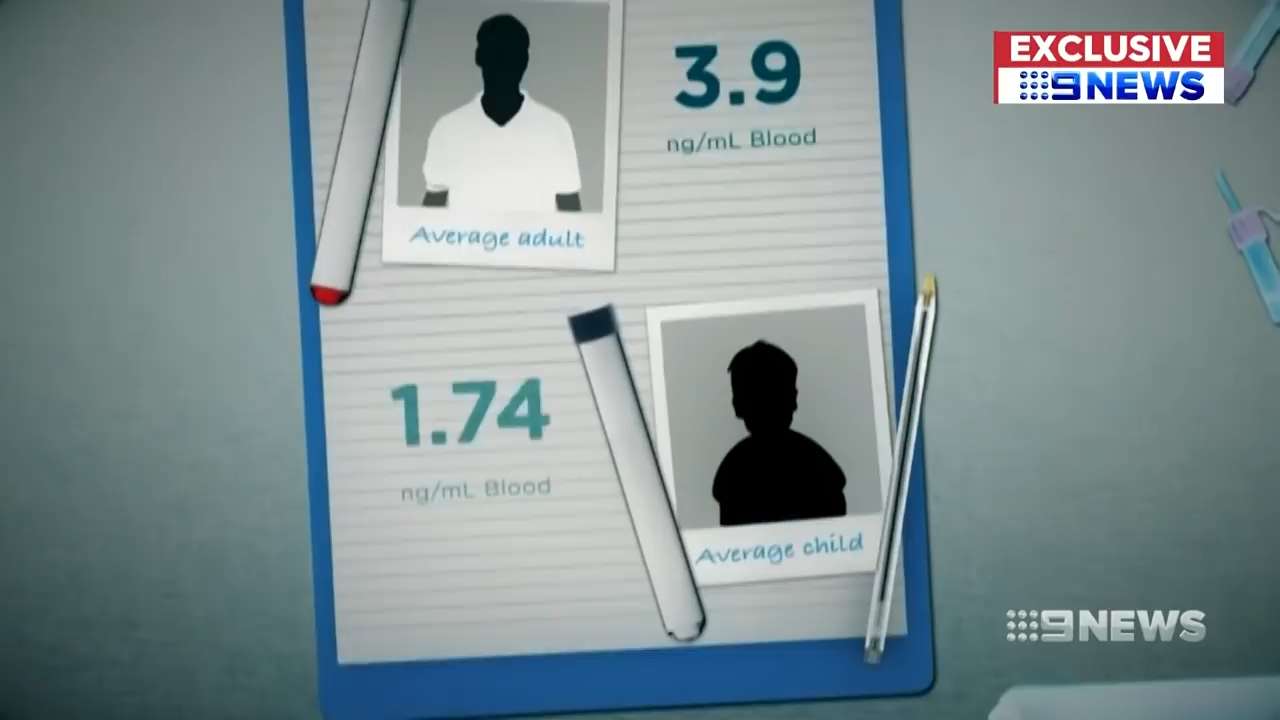 EXCLUSIVE
9NEWS
3.9
ng/mL Blood
Average adult
1.74
ng/mL Blood
Average child
9NEWS